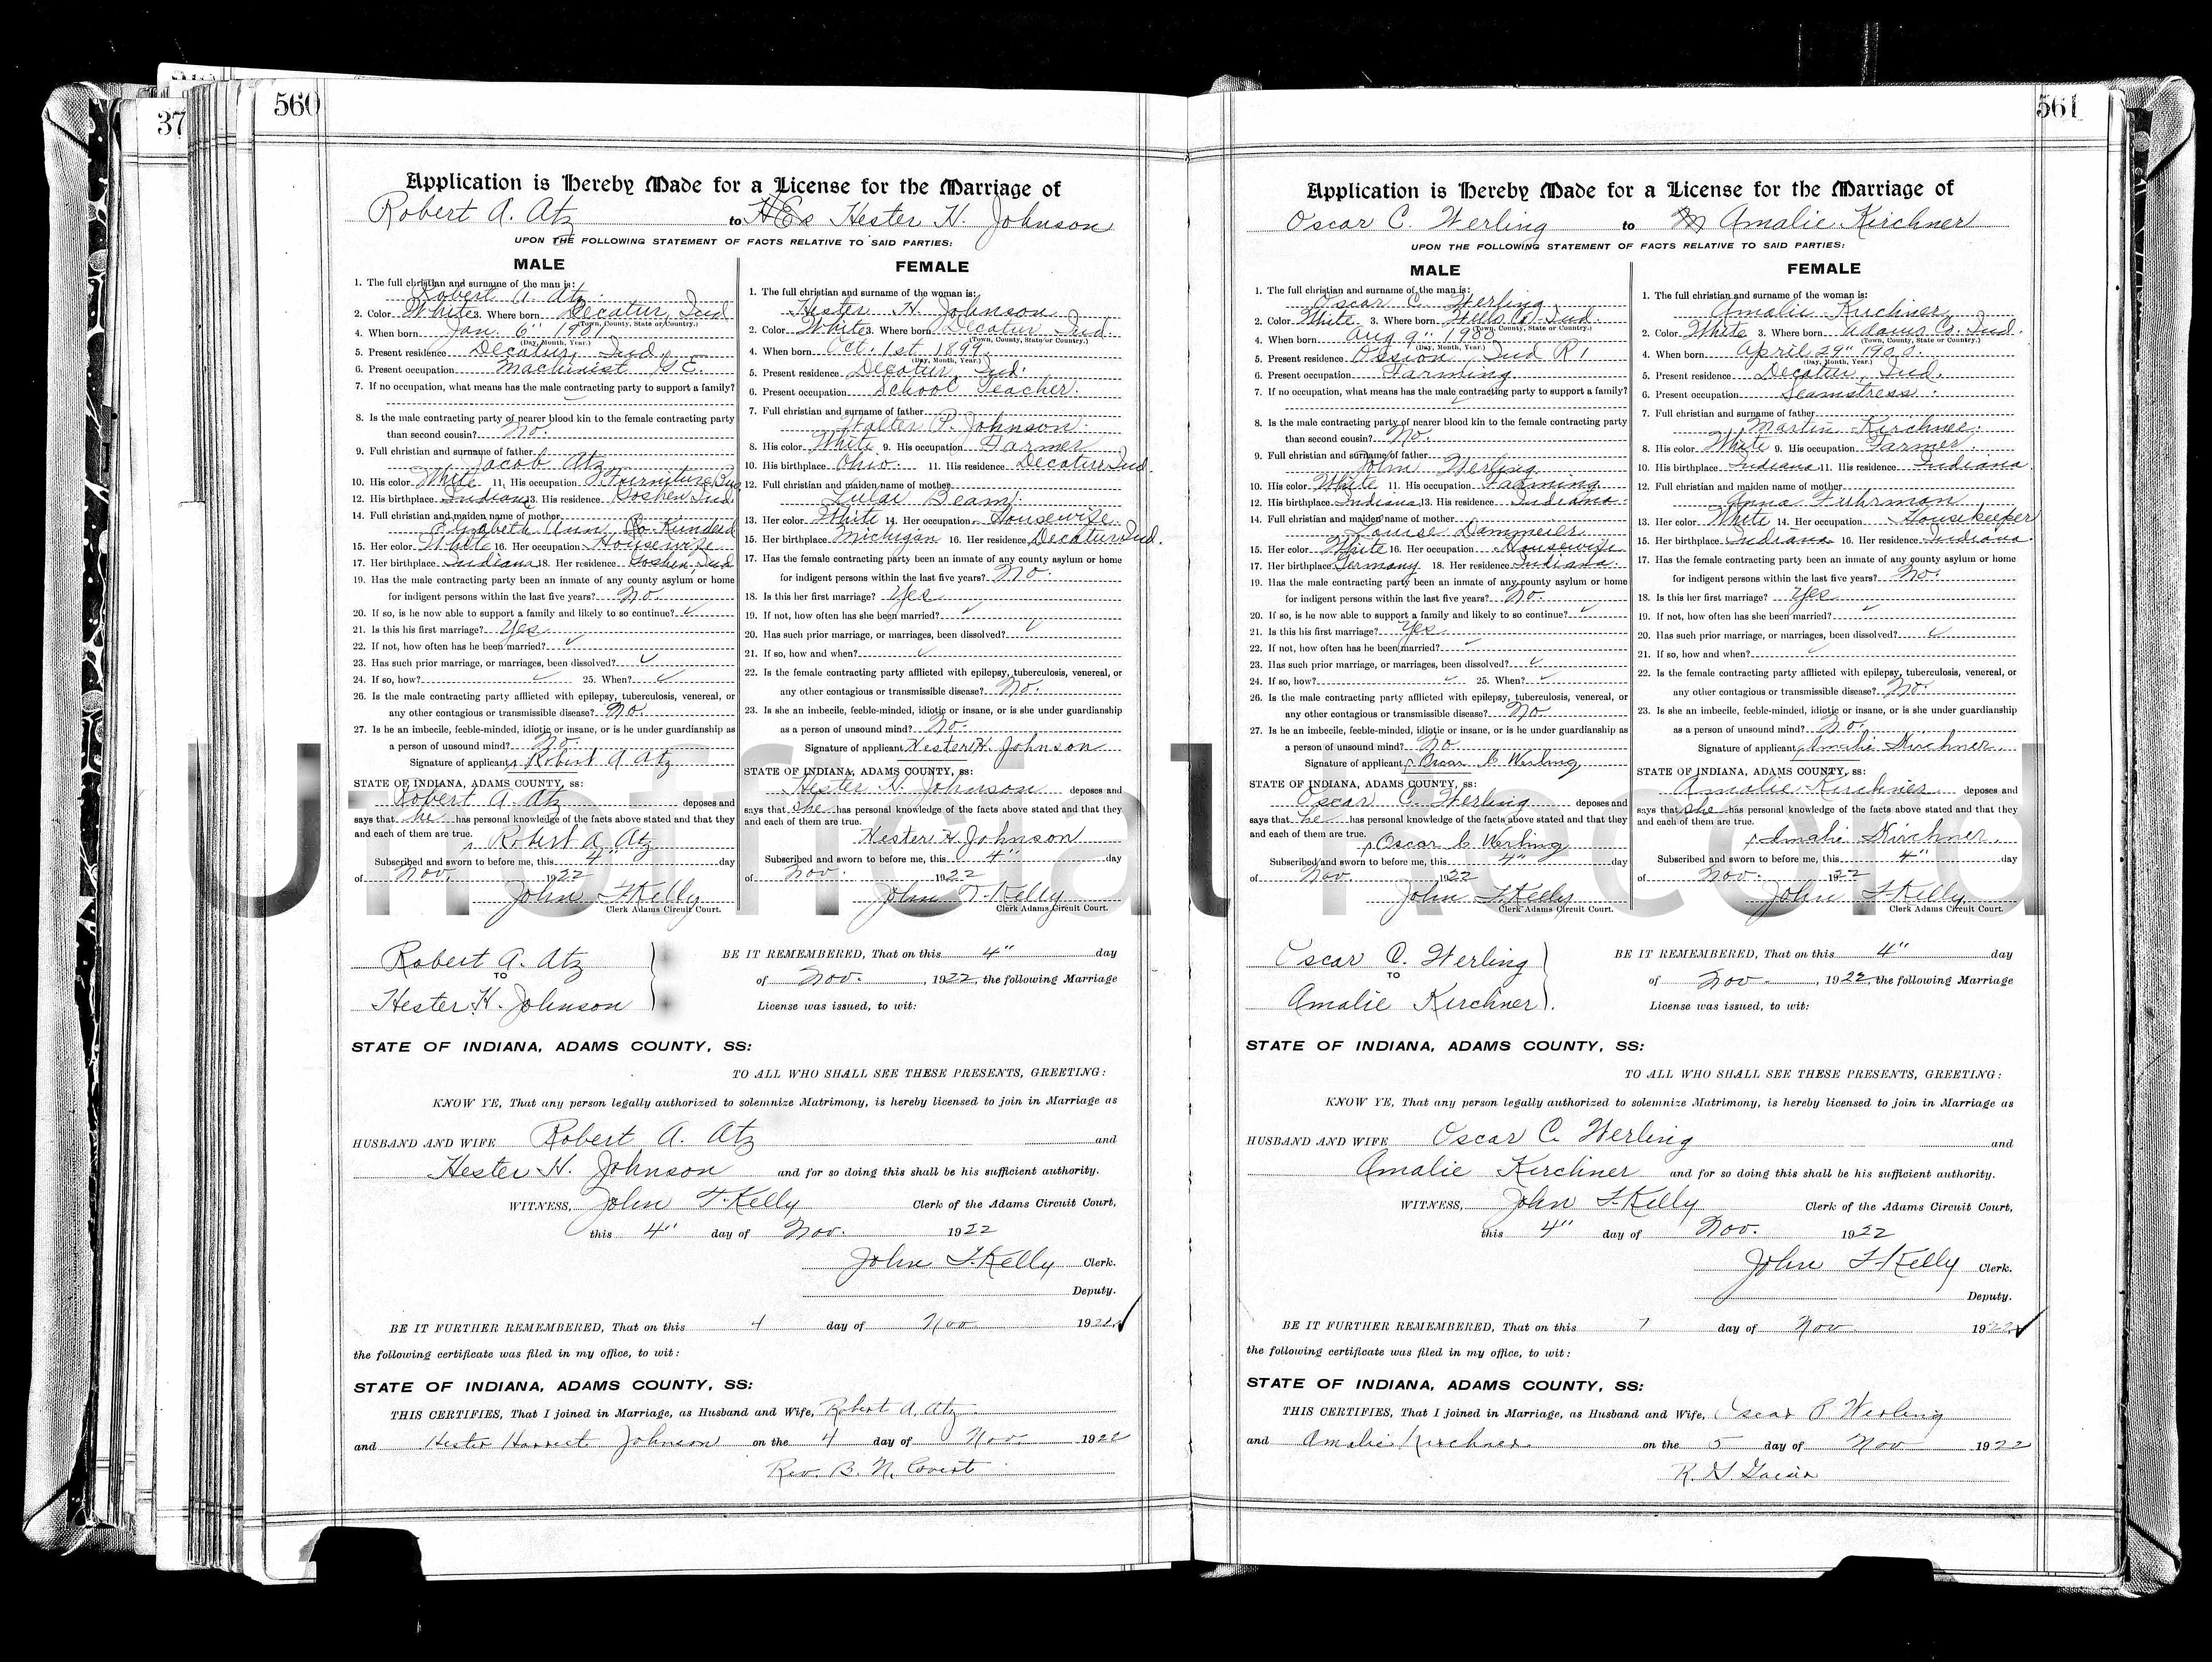 37
560
Application is Hereby Made for a License for the Marriage of
Robert A. Atz to Hester H. Johnson
UPON THE FOLLOWING STATEMENT OF FACTS RELATIVE TO SAID PARTIES:
MALE
1. The full christian and surname of the man is:
Robert A. Atz
2. Color White 3. Where born Decatur, Ind
(Town, County, State or Country.)
4. When born Jan. 6"
(Day, Month, Year.)
5. Present residence Decatur, Ind.
6. Present occupation Machinist G.E.
7. If no occupation, what means has the male contracting party to support a family?
8. Is the male contracting party of nearer blood kin to the female contracting party
than second cousin? No.
9. Full christian and surname of father
Jacob Atz
10. His color White 11. His occupation Furniture Bus
12. His birthplace Indiana 13. His residence Goshen, Ind.
14. Full christian and maiden name of mother
Elizabeth Ann Kunderd
15. Her color White 16. Her occupation Housewife
17. Her birthplace Indiana 18. Her residence Goshen, Ind
19. Has the male contracting party been an inmate of any county asylum or home
for indigent persons within the last five years? No.
20. If so, is he now able to support a family and likely to so continue? ✓
21. Is this his first marriage? Yes
22. If not, how often has he been married? ✓
23. Has such prior marriage, or marriages, been dissolved? ✓
24. If so, how? ✓ 25. When? ✓
26. Is the male contracting party afflicted with epilepsy, tuberculosis, venereal, or
any other contagious or transmissible disease? No.
27. Is he an imbecile, feeble-minded, idiotic or insane, or is he under guardianship as
a person of unsound mind? No.
Signature of applicant Robert A Atz
STATE OF INDIANA, ADAMS COUNTY, ss:
Robert A. Atz deposes and
says that he has personal knowledge of the facts above stated and that they
and each of them are true.
Robert A. Atz
Subscribed and sworn to before me, this 4" day
of Nov. 1922
John F. Kelly
Clerk Adams Circuit Court.
FEMALE
1. The full christian and surname of the woman is:
Hester H. Johnson
2. Color White 3. Where born Decatur Ind.
(Town, County, State or Country.)
4. When born Oct. 1st 1899
(Day, Month, Year.)
5. Present residence Decatur, Ind.
6. Present occupation School Teacher.
7. Full christian and surname of father
Walter P. Johnson.
8. His color White 9. His occupation Farmer
10. His birthplace Ohio. 11. His residence Decatur Ind.
12. Full christian and maiden name of mother
Beam
13. Her color White 14. Her occupation Housewife
15. Her birthplace Michigan 16. Her residence Decatur Ind.
17. Has the female contracting party been an inmate of any county asylum or home
for indigent persons within the last five years? No.
18. Is this her first marriage? Yes
19. If not, how often has she been married? ✓
20. Has such prior marriage, or marriages, been dissolved? ✓
21. If so, how and when? ✓
22. Is the female contracting party afflicted with epilepsy, tuberculosis, venereal, or
any other contagious or transmissible disease? No.
23. Is she an imbecile, feeble-minded, idiotic or insane, or is she under guardianship
as a person of unsound mind? No.
Signature of applicant Hester H. Johnson
STATE OF INDIANA, ADAMS COUNTY, ss:
Hester H. Johnson deposes and
says that she has personal knowledge of the facts above stated and that they
and each of them are true.
Hester H. Johnson
Subscribed and sworn to before me, this 4" day
of Nov. 1922
John F. Kelly
Clerk Adams Circuit Court.
Robert A. Atz
TO
Hester H. Johnson
BE IT REMEMBERED, That on this 4" day
of Nov. , 1922, the following Marriage
License was issued, to wit:
STATE OF INDIANA, ADAMS COUNTY, SS:
TO ALL WHO SHALL SEE THESE PRESENTS, GREETING:
KNOW YE, That any person legally authorized to solemnize Matrimony, is hereby licensed to join in Marriage as
HUSBAND AND WIFE Robert A. Atz and
Hester H. Johnson and for so doing this shall be his sufficient authority.
WITNESS, John F. Kelly Clerk of the Adams Circuit Court,
this 4" day of Nov. 1922
John F. Kelly Clerk.
Deputy.
BE IT FURTHER REMEMBERED, That on this 4 day of Nov 1922 ✓
the following certificate was filed in my office, to wit:
STATE OF INDIANA, ADAMS COUNTY, SS:
THIS CERTIFIES, That I joined in Marriage, as Husband and Wife, Robert A. Atz
and Hester Harriet Johnson on the 4 day of Nov. 1922
Rev. B. N. Covert
561
Application is Hereby Made for a License for the Marriage of
Oscar C. Werling to Amalie Kirchner
UPON THE FOLLOWING STATEMENT OF FACTS RELATIVE TO SAID PARTIES:
MALE
1. The full christian and surname of the man is:
Oscar C. Werling
2. Color White 3. Where born Wells Co. Ind.
(Town, County, State or Country.)
4. When born Aug 9"
(Day, Month, Year.)
5. Present residence Ossian Ind R 1
6. Present occupation Farming
7. If no occupation, what means has the male contracting party to support a family?
✓
8. Is the male contracting party of nearer blood kin to the female contracting party
than second cousin? No.
9. Full christian and surname of father
John Werling
10. His color White 11. His occupation Farming
12. His birthplace Indiana 13. His residence Indiana.
14. Full christian and maiden name of mother
Louise Dammeier
15. Her color White 16. Her occupation Housewife
17. Her birthplace Germany 18. Her residence Indiana.
19. Has the male contracting party been an inmate of any county asylum or home
for indigent persons within the last five years? No.
20. If so, is he now able to support a family and likely to so continue? ✓
21. Is this his first marriage? Yes
22. If not, how often has he been married? ✓
23. Has such prior marriage, or marriages, been dissolved? ✓
24. If so, how? ✓ 25. When? ✓
26. Is the male contracting party afflicted with epilepsy, tuberculosis, venereal, or
any other contagious or transmissible disease? No
27. Is he an imbecile, feeble-minded, idiotic or insane, or is he under guardianship as
a person of unsound mind? No
Signature of applicant Oscar C Werling
STATE OF INDIANA, ADAMS COUNTY, ss:
Oscar C. Werling deposes and
says that he has personal knowledge of the facts above stated and that they
and each of them are true.
Oscar C Werling
Subscribed and sworn to before me, this 4" day
of Nov. 1922
John F. Kelly
Clerk Adams Circuit Court.
FEMALE
1. The full christian and surname of the woman is:
Amalie Kirchner
2. Color White 3. Where born Adams Co. Ind.
(Town, County, State or Country.)
4. When born April 29" 1900.
(Day, Month, Year.)
5. Present residence Decatur, Ind.
6. Present occupation Seamstress.
7. Full christian and surname of father
Martin Kirchner.
8. His color White 9. His occupation Farmer.
10. His birthplace Indiana 11. His residence Indiana.
12. Full christian and maiden name of mother
Anna Fuhrman
13. Her color White 14. Her occupation Housekeeper
15. Her birthplace Indiana 16. Her residence Indiana.
17. Has the female contracting party been an inmate of any county asylum or home
for indigent persons within the last five years? No.
18. Is this her first marriage? Yes
19. If not, how often has she been married? ✓
20. Has such prior marriage, or marriages, been dissolved? ✓
21. If so, how and when? ✓
22. Is the female contracting party afflicted with epilepsy, tuberculosis, venereal, or
any other contagious or transmissible disease? No.
23. Is she an imbecile, feeble-minded, idiotic or insane, or is she under guardianship
as a person of unsound mind? No.
Signature of applicant Amalie Kirchner.
STATE OF INDIANA, ADAMS COUNTY, ss:
Amalie Kirchner deposes and
says that she has personal knowledge of the facts above stated and that they
and each of them are true.
Amalie Kirchner.
Subscribed and sworn to before me, this 4" day
of Nov. 1922
John F. Kelly
Clerk Adams Circuit Court.
Oscar C. Werling
TO
Amalie Kirchner
BE IT REMEMBERED, That on this 4" day
of Nov , 1922, the following Marriage
License was issued, to wit:
STATE OF INDIANA, ADAMS COUNTY, SS:
TO ALL WHO SHALL SEE THESE PRESENTS, GREETING:
KNOW YE, That any person legally authorized to solemnize Matrimony, is hereby licensed to join in Marriage as
HUSBAND AND WIFE Oscar C. Werling and
Amalie Kirchner and for so doing this shall be his sufficient authority.
WITNESS, John F. Kelly Clerk of the Adams Circuit Court,
this 4" day of Nov. 1922
John F. Kelly Clerk.
Deputy.
BE IT FURTHER REMEMBERED, That on this 7 day of Nov 1922 ✓
the following certificate was filed in my office, to wit:
STATE OF INDIANA, ADAMS COUNTY, SS:
THIS CERTIFIES, That I joined in Marriage, as Husband and Wife, Oscar Werling
and Amalie Kirchner on the 5 day of Nov 1922
Unofficial Record